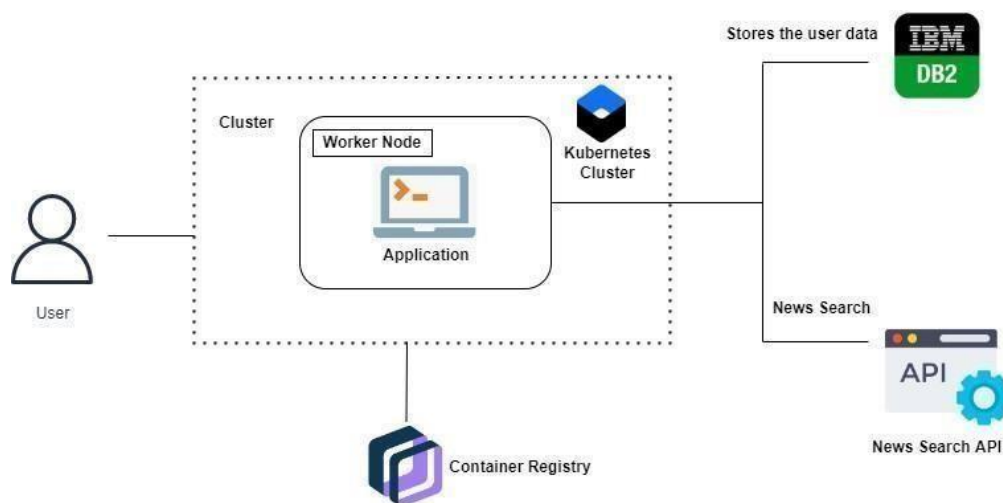 Stores the user data
IBM
DB2
Cluster
Worker Node
Kubernetes
Cluster
Application
User
News Search
API
News Search API
Container Registry